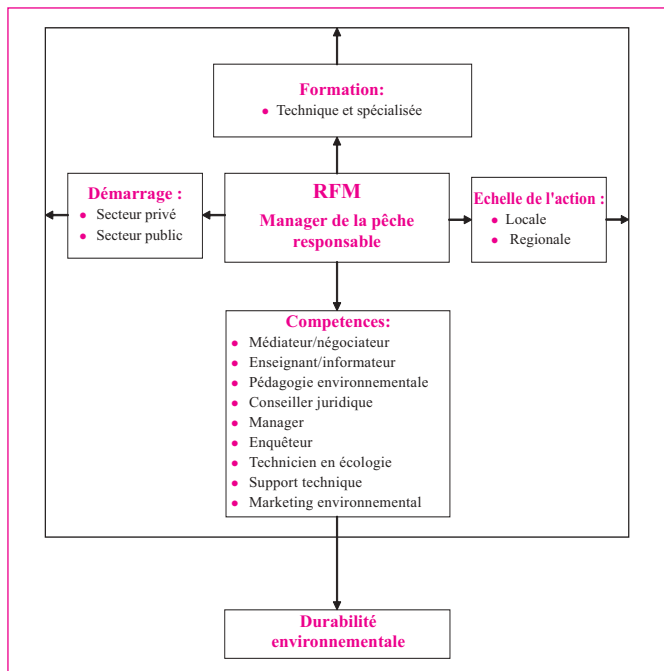 Formation:
• Technique et spécialisée
Démarrage :
• Secteur privé
• Secteur public
RFM
Manager de la pêche
responsable
Echelle de l'action :
• Locale
• Regionale
Competences:
• Médiateur/négociateur
• Enseignant/informateur
• Pédagogie environnementale
• Conseiller juridique
• Manager
• Enquêteur
• Technicien en écologie
• Support technique
• Marketing environnemental
Durabilité
environnementale